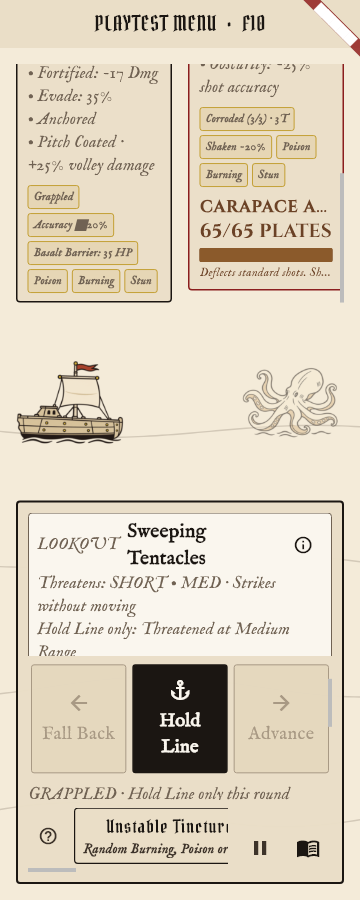 PLAYTEST MENU · F10
• Fortified: -17 Dmg
• Evade: 35%
• Anchored
• Pitch Coated ·
+25% volley damage
Grappled
Accuracy 20%
Basalt Barrier: 35 HP
Poison Burning Stun
• Obscurity: -25%
shot accuracy
Corroded (3/3) · 3T
Shaken -20% Poison
Burning Stun
CARAPACE A...
65/65 PLATES
Deflects standard shots. Sh...
LOOKOUT Sweeping
Tentacles
Threatens: SHORT • MED · Strikes
without moving
Hold Line only: Threatened at Medium
Range
Fall Back
Hold
Line
Advance
GRAPPLED · Hold Line only this round
Unstable Tincture
Random Burning, Poison or